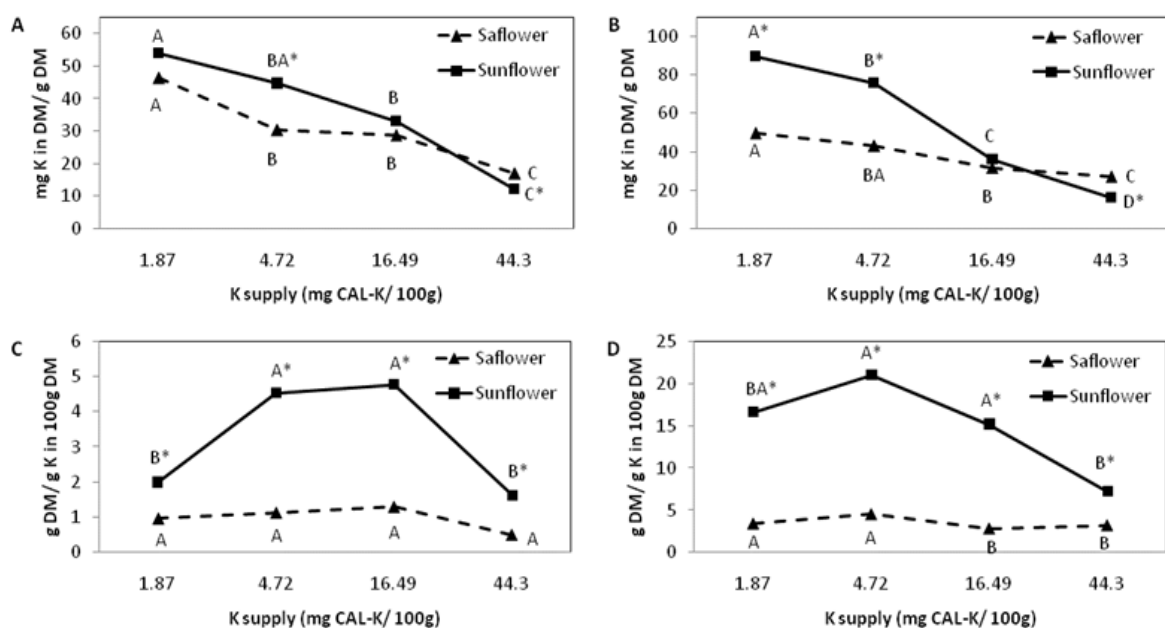 A
mg K in DM/ g DM
60
50
40
30
20
10
0
A
BA*
B
C*
A
B
B
C
Saflower
Sunflower
1.87 4.72 16.49 44.3
K supply (mg CAL-K/ 100g)
B
mg K in DM/ g DM
100
80
60
40
20
0
A*
B*
C
D*
A
BA
B
C
Saflower
Sunflower
1.87 4.72 16.49 44.3
K supply (mg CAL-K/ 100g)
C
g DM/ g K in 100g DM
6
5
4
3
2
1
0
B*
A*
A*
B*
A
A
A
A
Saflower
Sunflower
1.87 4.72 16.49 44.3
K supply (mg CAL-K/ 100g)
D
g DM/ g K in 100g DM
25
20
15
10
5
0
BA*
A*
A*
B*
A
A
B
B
Saflower
Sunflower
1.87 4.72 16.49 44.3
K supply (mg CAL-K/ 100g)